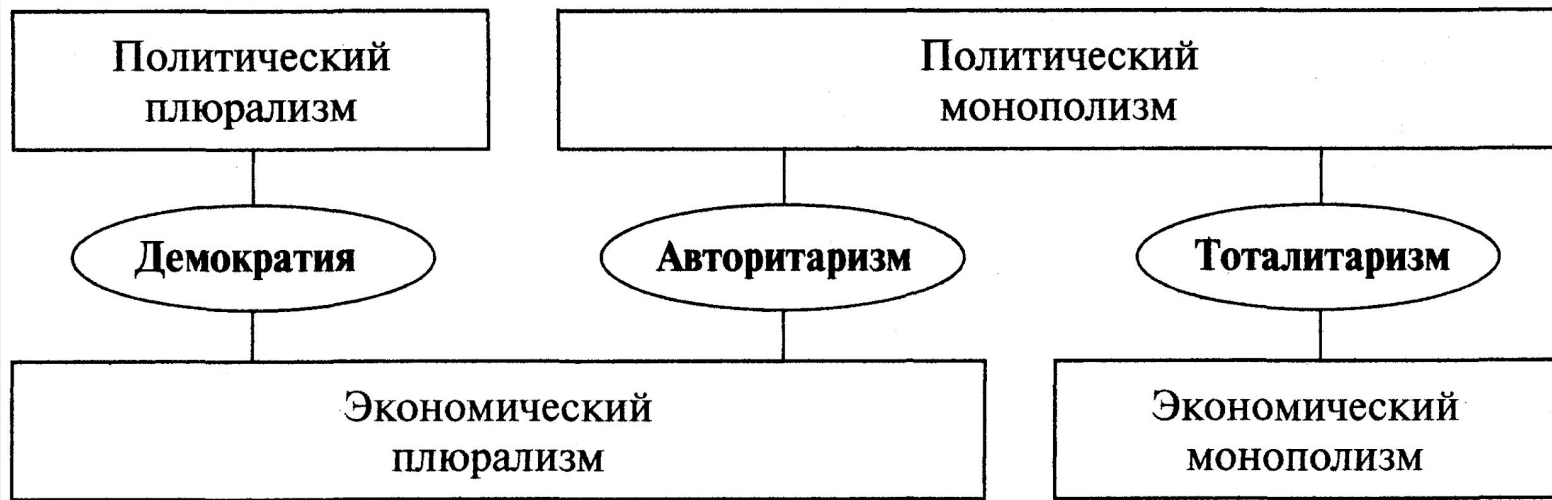 Политический
плюрализм
Политический
монополизм
Демократия
Авторитаризм
Тоталитаризм
Экономический
плюрализм
Экономический
монополизм